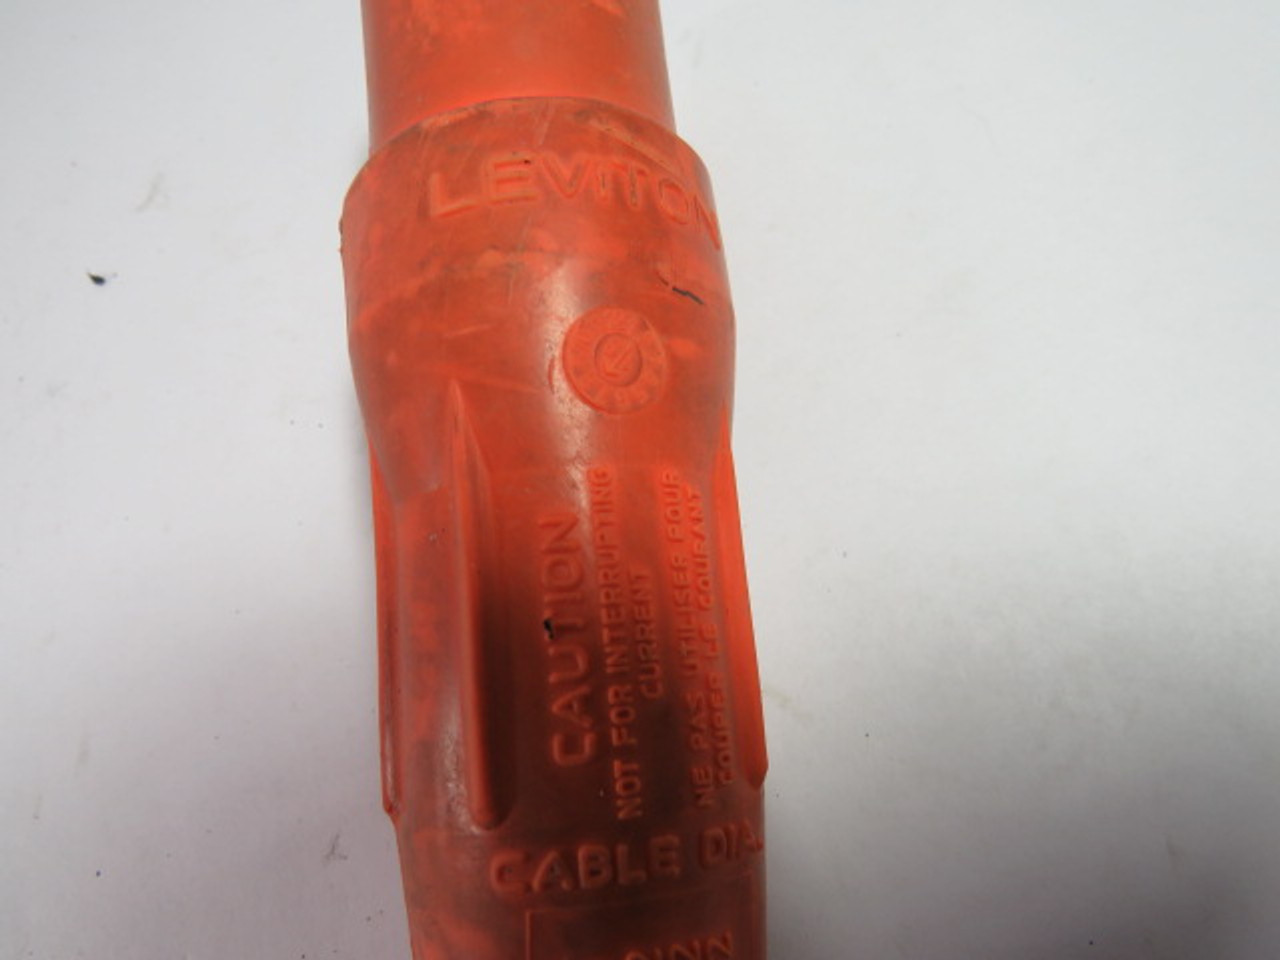 LEVITON
CAUTION
NOT FOR INTERRUPTING
CURRENT
NE PAS UTILISER POUR
COUPER LE COURANT
CABLE DIA.